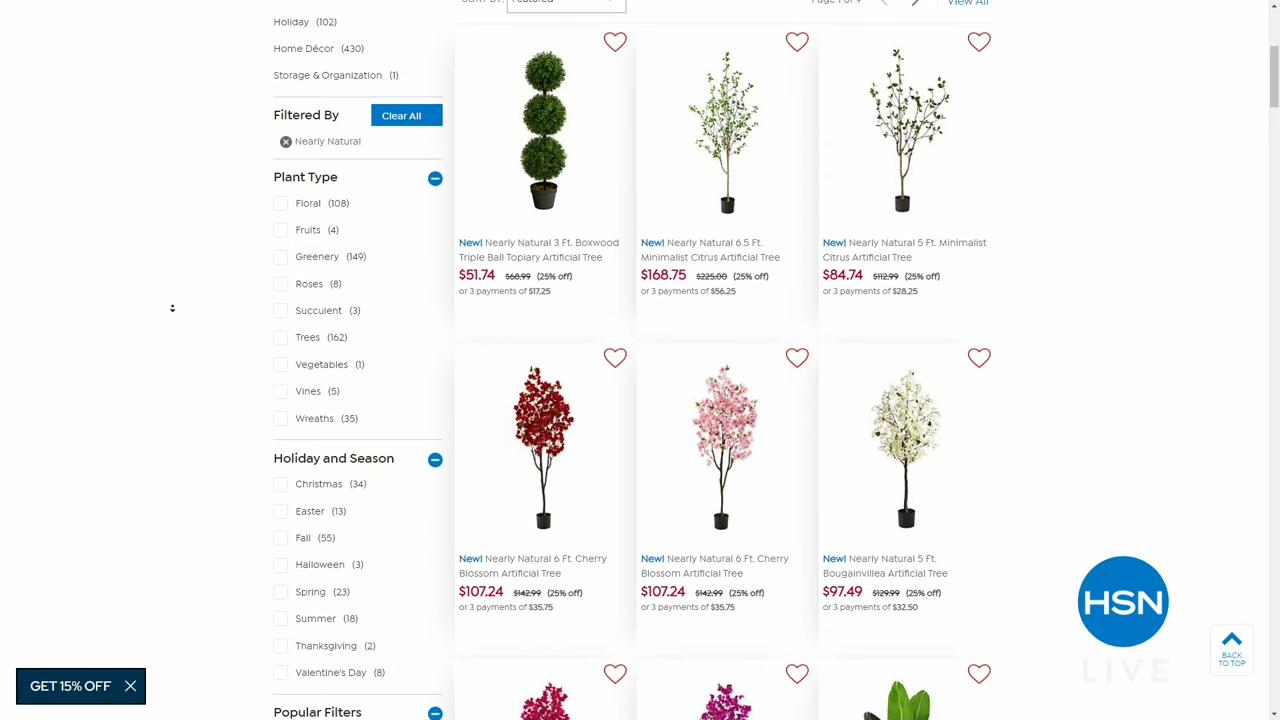 SORT BY: Featured
Page 1 of 9
View All
Holiday (102)
Home Décor (430)
Storage & Organization (1)
Filtered By
Clear All
Nearly Natural
Plant Type
Floral (108)
Fruits (4)
Greenery (149)
Roses (8)
Succulent (3)
Trees (162)
Vegetables (1)
Vines (5)
Wreaths (35)
Holiday and Season
Christmas (34)
Easter (13)
Fall (55)
Halloween (3)
Spring (23)
Summer (18)
Thanksgiving (2)
Valentine's Day (8)
Popular Filters
New! Nearly Natural 3 Ft. Boxwood
Triple Ball Topiary Artificial Tree
$51.74 $68.99 (25% off)
or 3 payments of $17.25
New! Nearly Natural 6.5 Ft.
Minimalist Citrus Artificial Tree
$168.75 $225.00 (25% off)
or 3 payments of $56.25
New! Nearly Natural 5 Ft. Minimalist
Citrus Artificial Tree
$84.74 $112.99 (25% off)
or 3 payments of $28.25
New! Nearly Natural 6 Ft. Cherry
Blossom Artificial Tree
$107.24 $142.99 (25% off)
or 3 payments of $35.75
New! Nearly Natural 6 Ft. Cherry
Blossom Artificial Tree
$107.24 $142.99 (25% off)
or 3 payments of $35.75
New! Nearly Natural 5 Ft.
Bougainvillea Artificial Tree
$97.49 $129.99 (25% off)
or 3 payments of $32.50
HSN
LIVE
BACK
TO TOP
GET 15% OFF